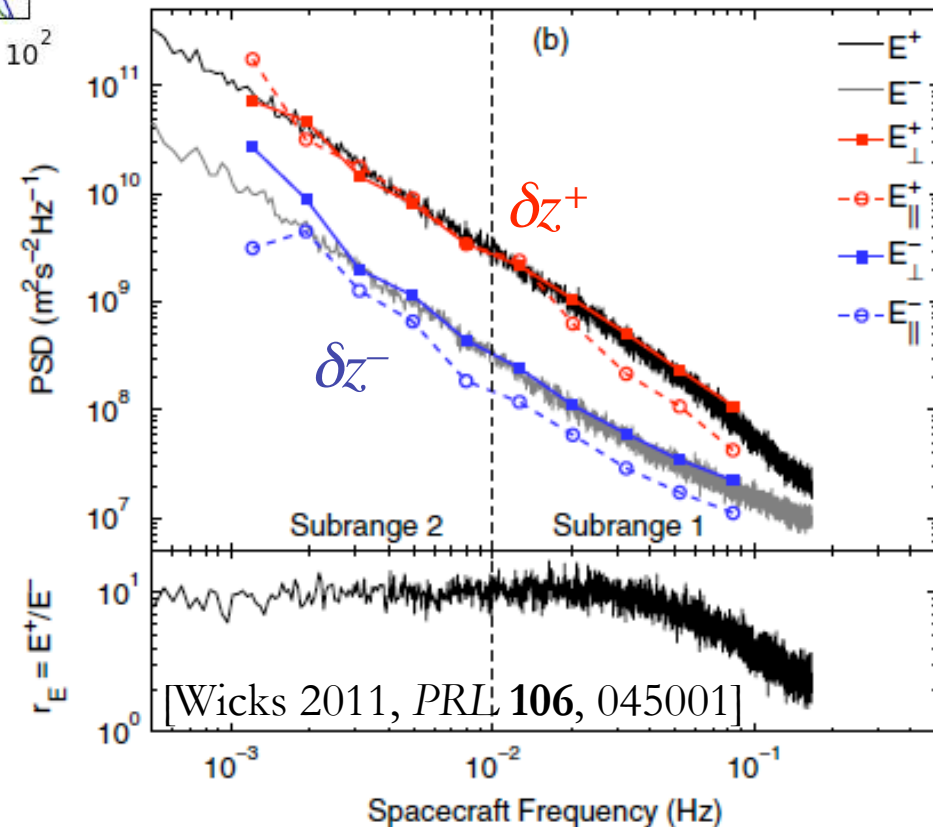 10²
(b)
E⁺
E⁻
E⁺⊥
E⁺∥
E⁻⊥
E⁻∥
10¹¹
10¹⁰
10⁹
10⁸
10⁷
PSD (m²s⁻²Hz⁻¹)
δz⁺
δz⁻
Subrange 2
Subrange 1
10¹
10⁰
r_E = E⁺/E⁻
[Wicks 2011, PRL 106, 045001]
10⁻³
10⁻²
10⁻¹
Spacecraft Frequency (Hz)